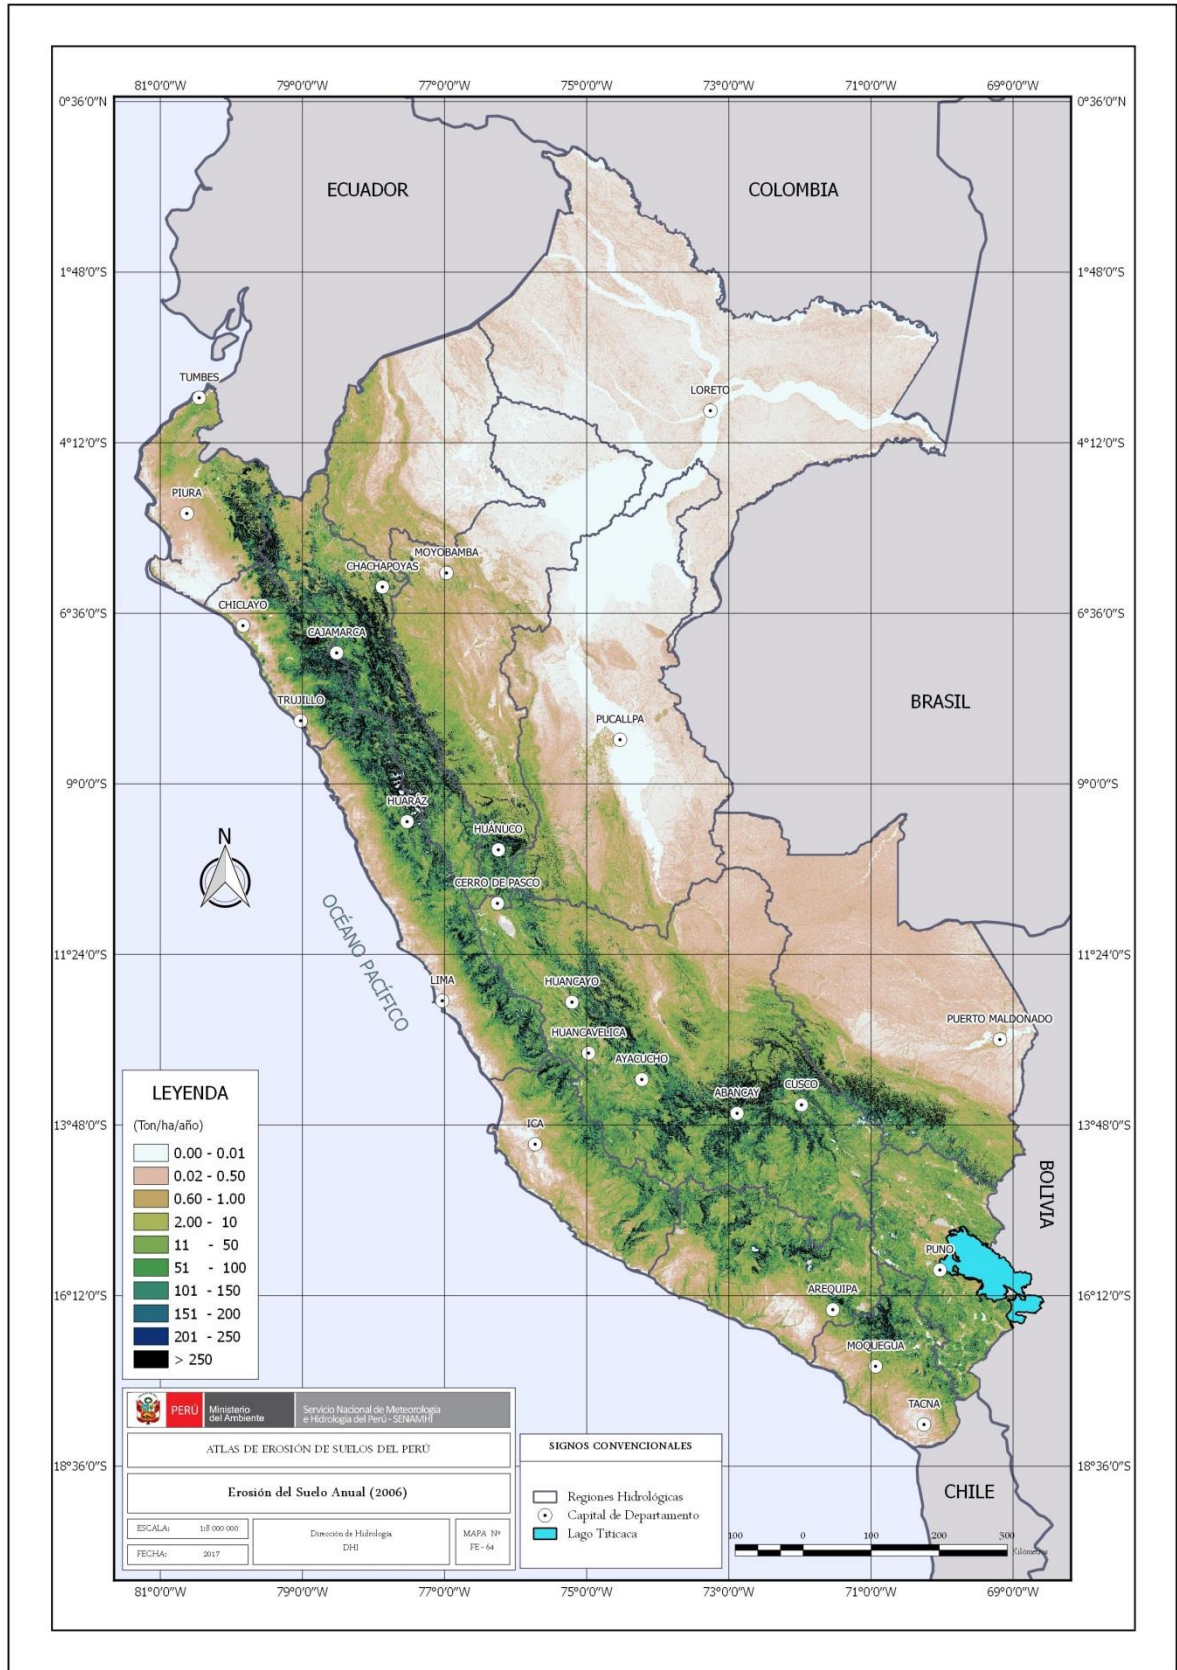 81°0'0"W 79°0'0"W 77°0'0"W 75°0'0"W 73°0'0"W 71°0'0"W 69°0'0"W
0°36'0"N 0°36'0"N
ECUADOR
COLOMBIA
1°48'0"S 1°48'0"S
TUMBES
LORETO
4°12'0"S 4°12'0"S
PIURA
MOYOBAMBA
CHACHAPOYAS
6°36'0"S 6°36'0"S
CHICLAYO
CAJAMARCA
TRUJILLO
BRASIL
PUCALLPA
9°0'0"S 9°0'0"S
HUARÁZ
N
HUÁNUCO
CERRO DE PASCO
OCÉANO PACÍFICO
11°24'0"S 11°24'0"S
LIMA
HUANCAYO
PUERTO MALDONADO
HUANCAVELICA
AYACUCHO
ABANCAY
CUSCO
13°48'0"S 13°48'0"S
ICA
BOLIVIA
PUNO
16°12'0"S
AREQUIPA
MOQUEGUA
TACNA
18°36'0"S 18°36'0"S
CHILE
LEYENDA
(Ton/ha/año)
0.00 - 0.01
0.02 - 0.50
0.60 - 1.00
2.00 - 10
11 - 50
51 - 100
101 - 150
151 - 200
201 - 250
> 250
16°12'0"S
PERÚ
Ministerio
del Ambiente
Servicio Nacional de Meteorología
e Hidrología del Perú - SENAMHI
ATLAS DE EROSIÓN DE SUELOS DEL PERÚ
Erosión del Suelo Anual (2006)
ESCALA: 1:8 000 000
FECHA: 2017
Dirección de Hidrología
DHI
MAPA Nº
FE - 64
SIGNOS CONVENCIONALES
Regiones Hidrológicas
Capital de Departamento
Lago Titicaca
100 0 100 200 300
Kilómetros
81°0'0"W 79°0'0"W 77°0'0"W 75°0'0"W 73°0'0"W 71°0'0"W 69°0'0"W